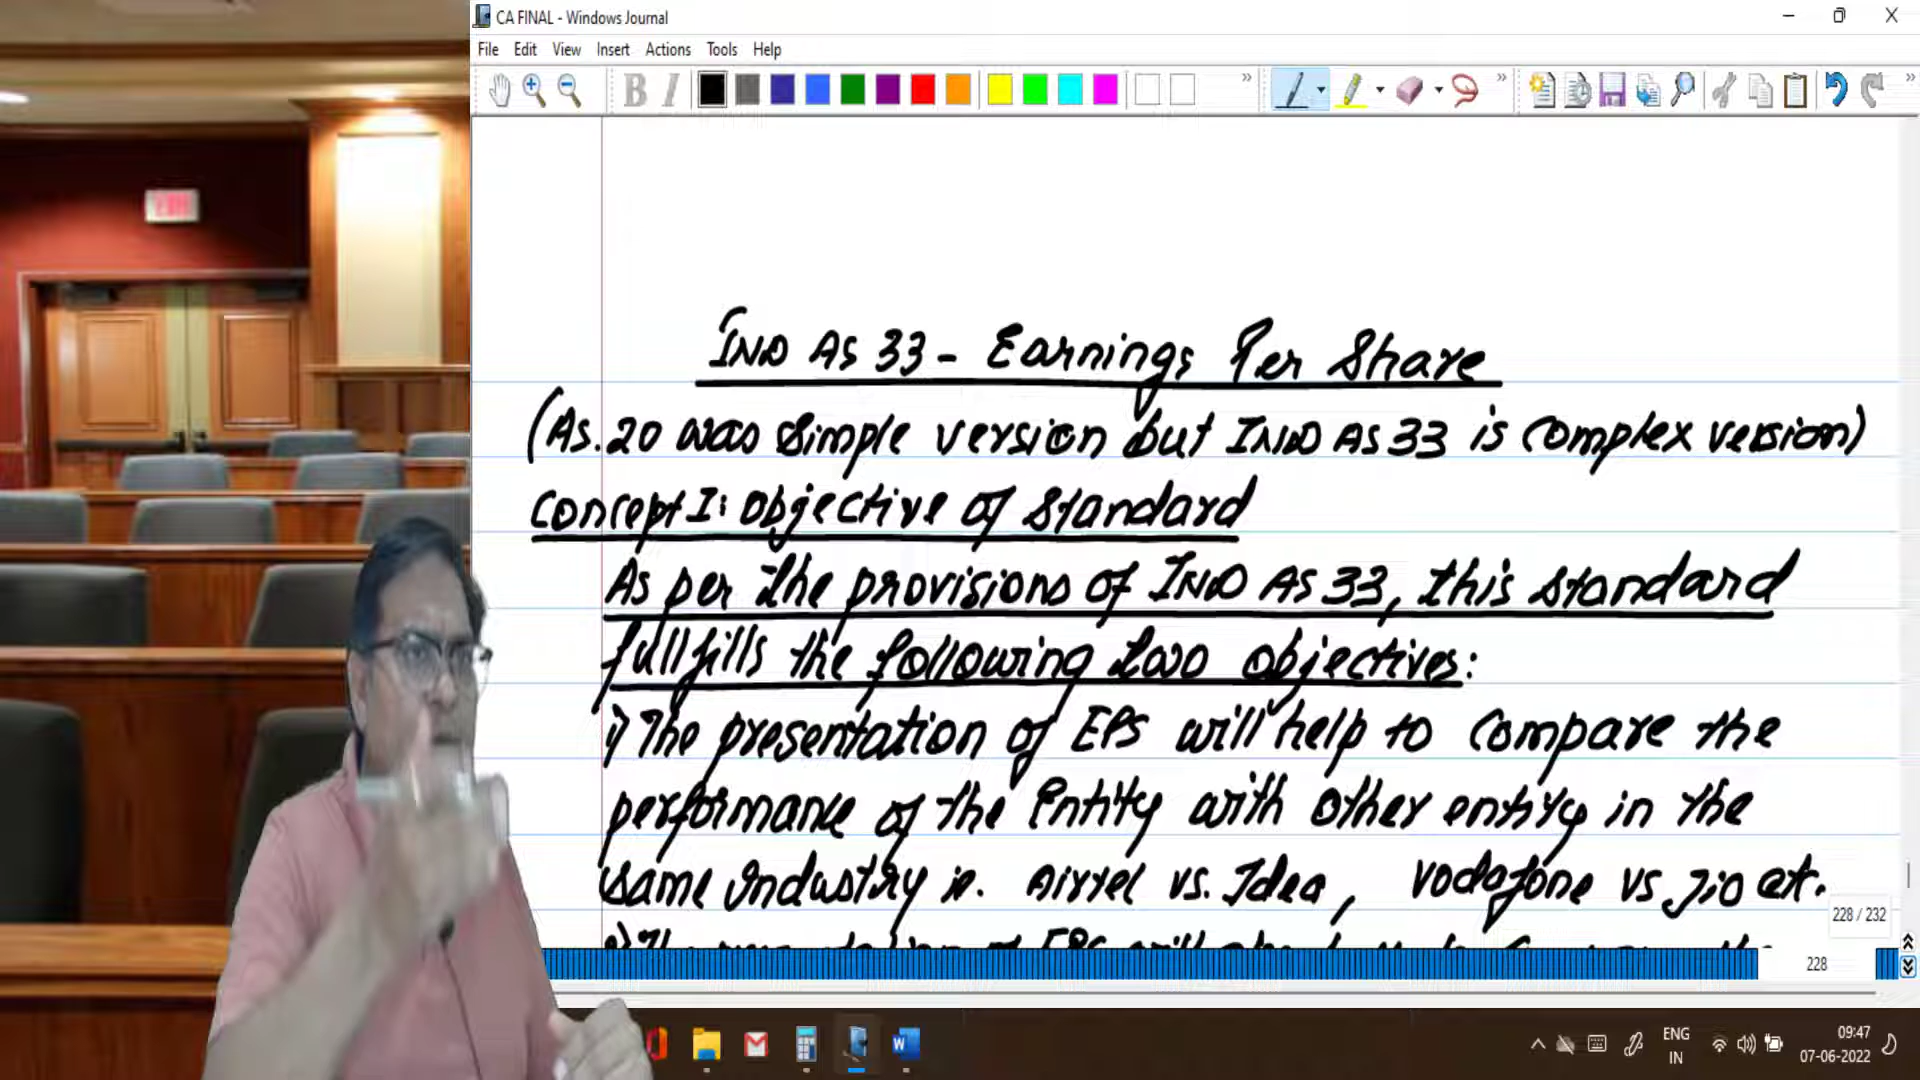 CA FINAL - Windows Journal
File Edit View Insert Actions Tools Help
B I
EXIT
IND AS 33 - Earnings Per Share
(AS.20 was simple version but IND AS 33 is complex version)
Concept I: Objective of Standard
As per the provisions of IND AS 33, this standard
fullfills the following two objectives:
1) The presentation of EPS will help to compare the
performance of the Entity with other entity in the
same industry ie. Airtel vs. Idea, Vodafone vs Jio etc.
228 / 232
228
ENG
IN
09:47
07-06-2022